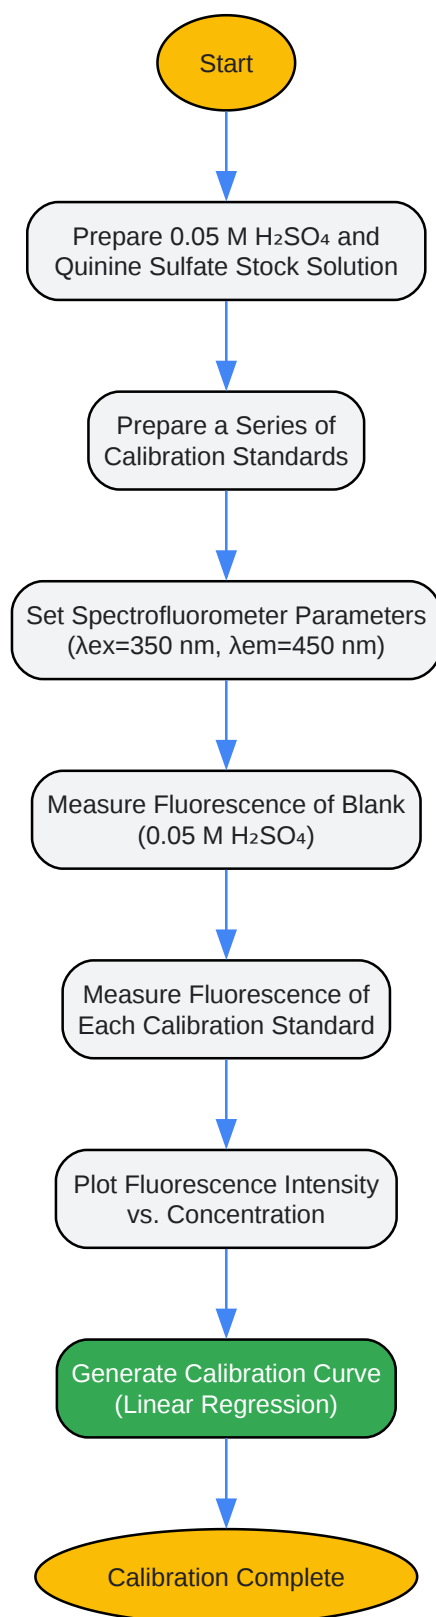 Start
Prepare 0.05 M H₂SO₄ and
Quinine Sulfate Stock Solution
Prepare a Series of
Calibration Standards
Set Spectrofluorometer Parameters
(λex=350 nm, λem=450 nm)
Measure Fluorescence of Blank
(0.05 M H₂SO₄)
Measure Fluorescence of
Each Calibration Standard
Plot Fluorescence Intensity
vs. Concentration
Generate Calibration Curve
(Linear Regression)
Calibration Complete